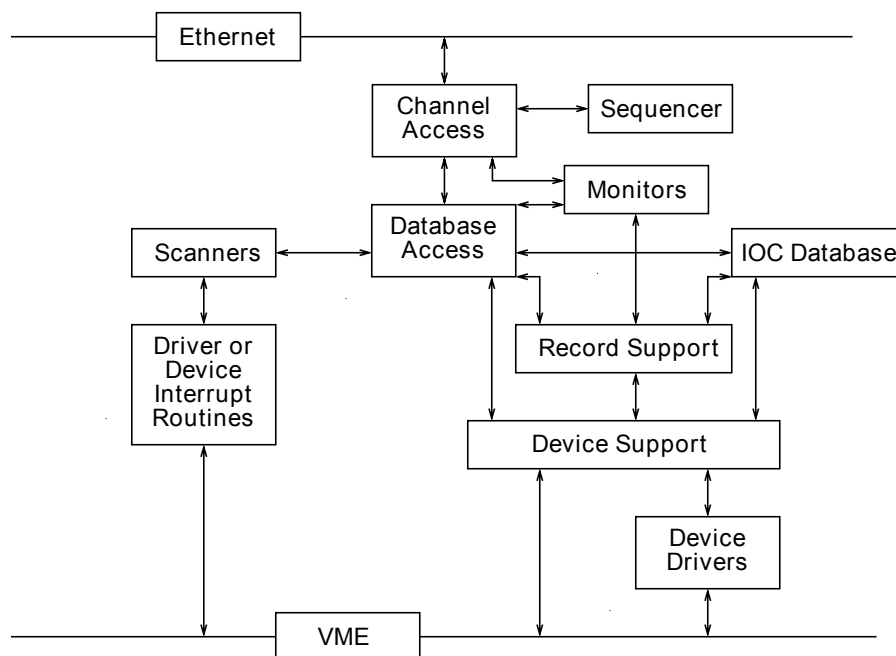 Ethernet
Channel
Access
Sequencer
Monitors
Database
Access
Scanners
IOC Database
Driver or
Device
Interrupt
Routines
Record Support
Device Support
Device
Drivers
VME